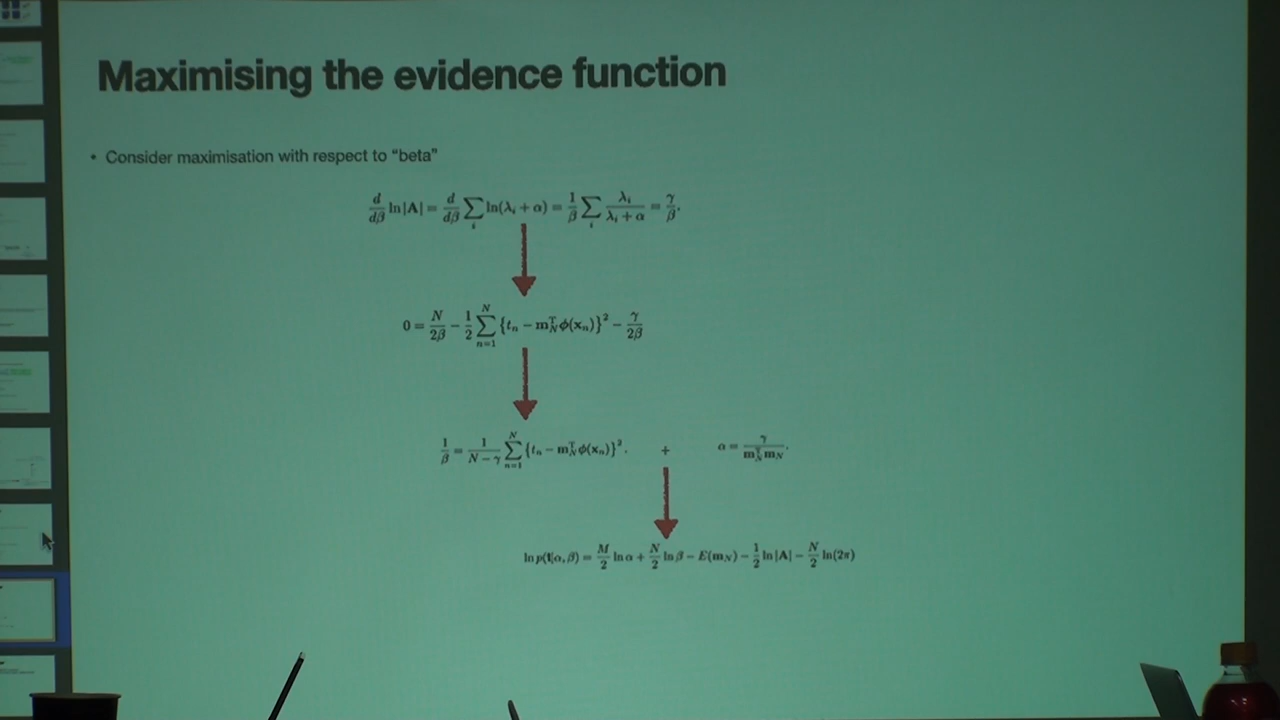 Maximising the evidence function
• Consider maximisation with respect to "beta"
d/dβ ln|A| = d/dβ ∑_i ln(λ_i + α) = 1/β ∑_i λ_i/(λ_i + α) = γ/β.
0 = N/2β − 1/2 ∑_{n=1}^{N} {t_n − m_N^T ϕ(x_n)}² − γ/2β
1/β = 1/(N − γ) ∑_{n=1}^{N} {t_n − m_N^T ϕ(x_n)}². + α = γ/(m_N^T m_N).
ln p(t|α, β) = M/2 ln α + N/2 ln β − E(m_N) − 1/2 ln|A| − N/2 ln(2π)